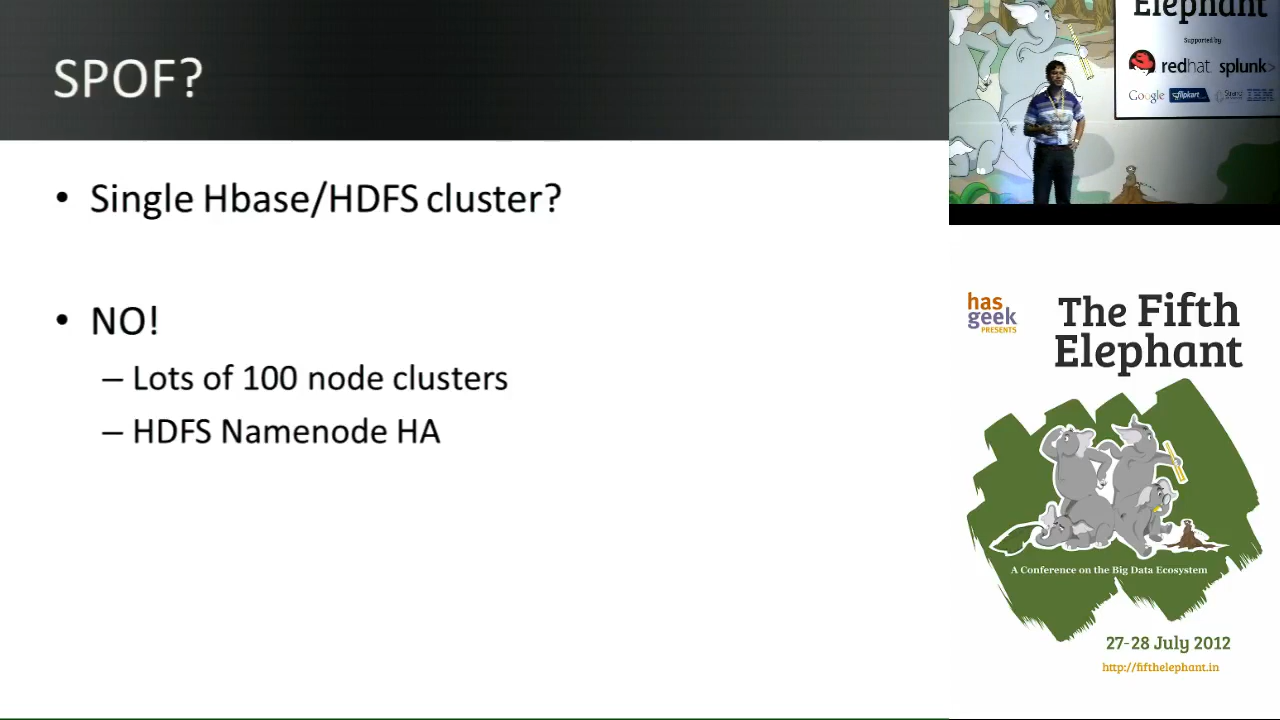 SPOF?
• Single Hbase/HDFS cluster?
• NO!
– Lots of 100 node clusters
– HDFS Namenode HA
Elephant
Supported by
redhat splunk>
Google flipkart
has
geek
PRESENTS
The Fifth
Elephant
A Conference on the Big Data Ecosystem
27-28 July 2012
http://fifthelephant.in